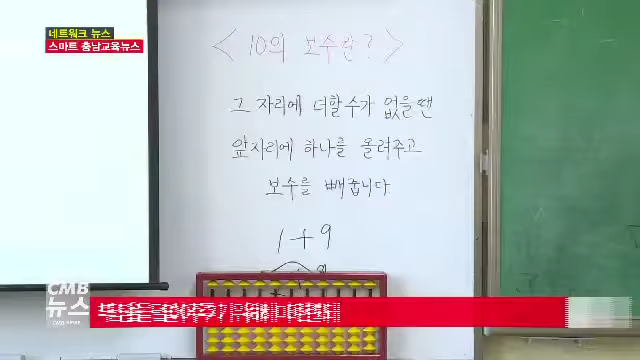 네트워크 뉴스
스마트 충남교육뉴스
< 10의 보수란? >
그 자리에 더할 수가 없을 땐
앞자리에 하나를 올려주고
보수를 빼줍니다
1+9
CMB
뉴스